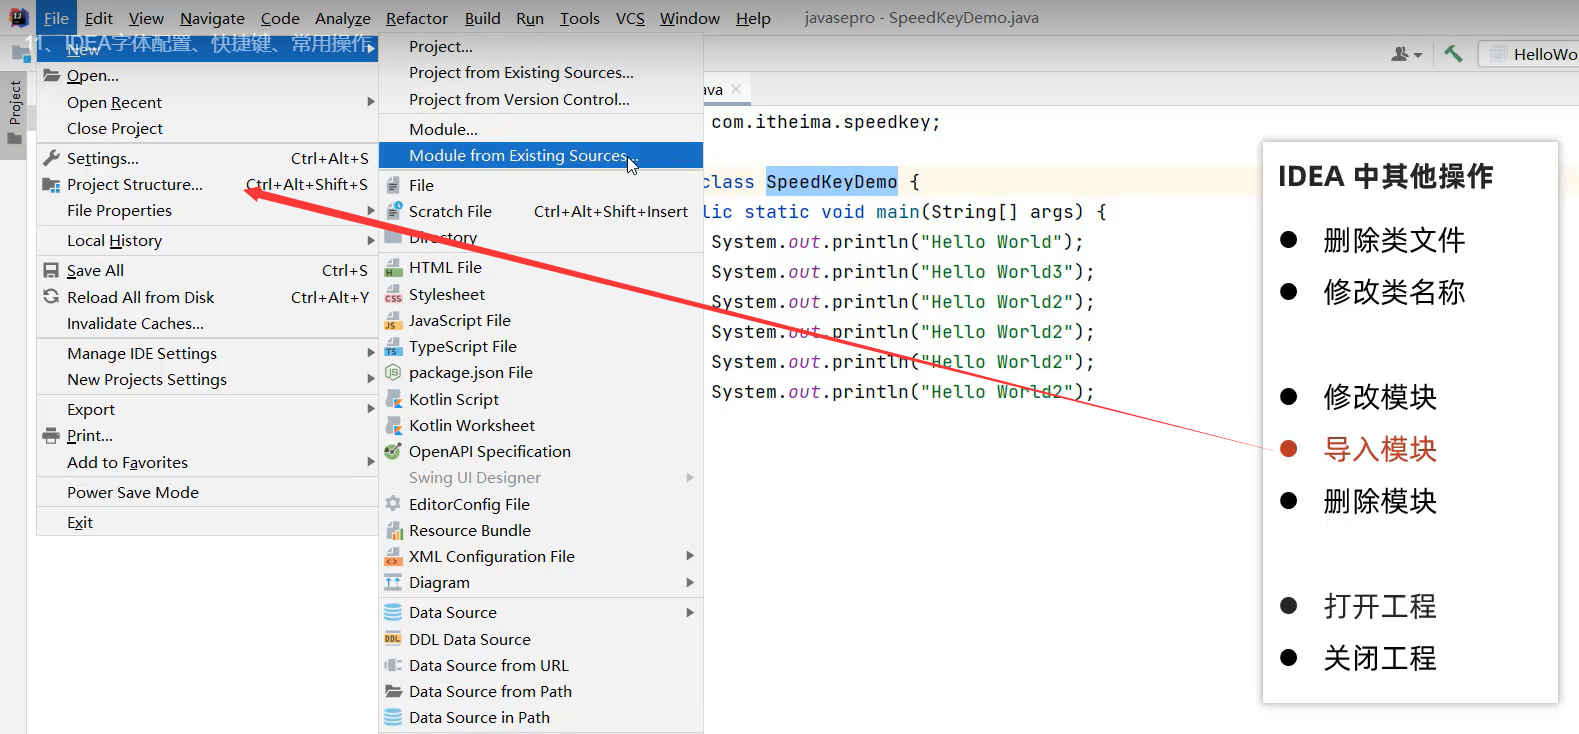 File Edit View Navigate Code Analyze Refactor Build Run Tools VCS Window Help javasepro - SpeedKeyDemo.java
11、IDEA字体配置、快捷键、常用操作
HelloWo
Project
New
Open...
Open Recent
Close Project
Settings... Ctrl+Alt+S
Project Structure... Ctrl+Alt+Shift+S
File Properties
Local History
Save All Ctrl+S
Reload All from Disk Ctrl+Alt+Y
Invalidate Caches...
Manage IDE Settings
New Projects Settings
Export
Print...
Add to Favorites
Power Save Mode
Exit
Project...
Project from Existing Sources...
Project from Version Control...
Module...
Module from Existing Sources...
File
Scratch File Ctrl+Alt+Shift+Insert
Directory
HTML File
Stylesheet
JavaScript File
TypeScript File
package.json File
Kotlin Script
Kotlin Worksheet
OpenAPI Specification
Swing UI Designer
EditorConfig File
Resource Bundle
XML Configuration File
Diagram
Data Source
DDL Data Source
Data Source from URL
Data Source from Path
Data Source in Path
ava
com.itheima.speedkey;
class SpeedKeyDemo {
lic static void main(String[] args) {
System.out.println("Hello World");
System.out.println("Hello World3");
System.out.println("Hello World2");
System.out.println("Hello World2");
System.out.println("Hello World2");
System.out.println("Hello World2");
IDEA 中其他操作
● 删除类文件
● 修改类名称
● 修改模块
● 导入模块
● 删除模块
● 打开工程
● 关闭工程